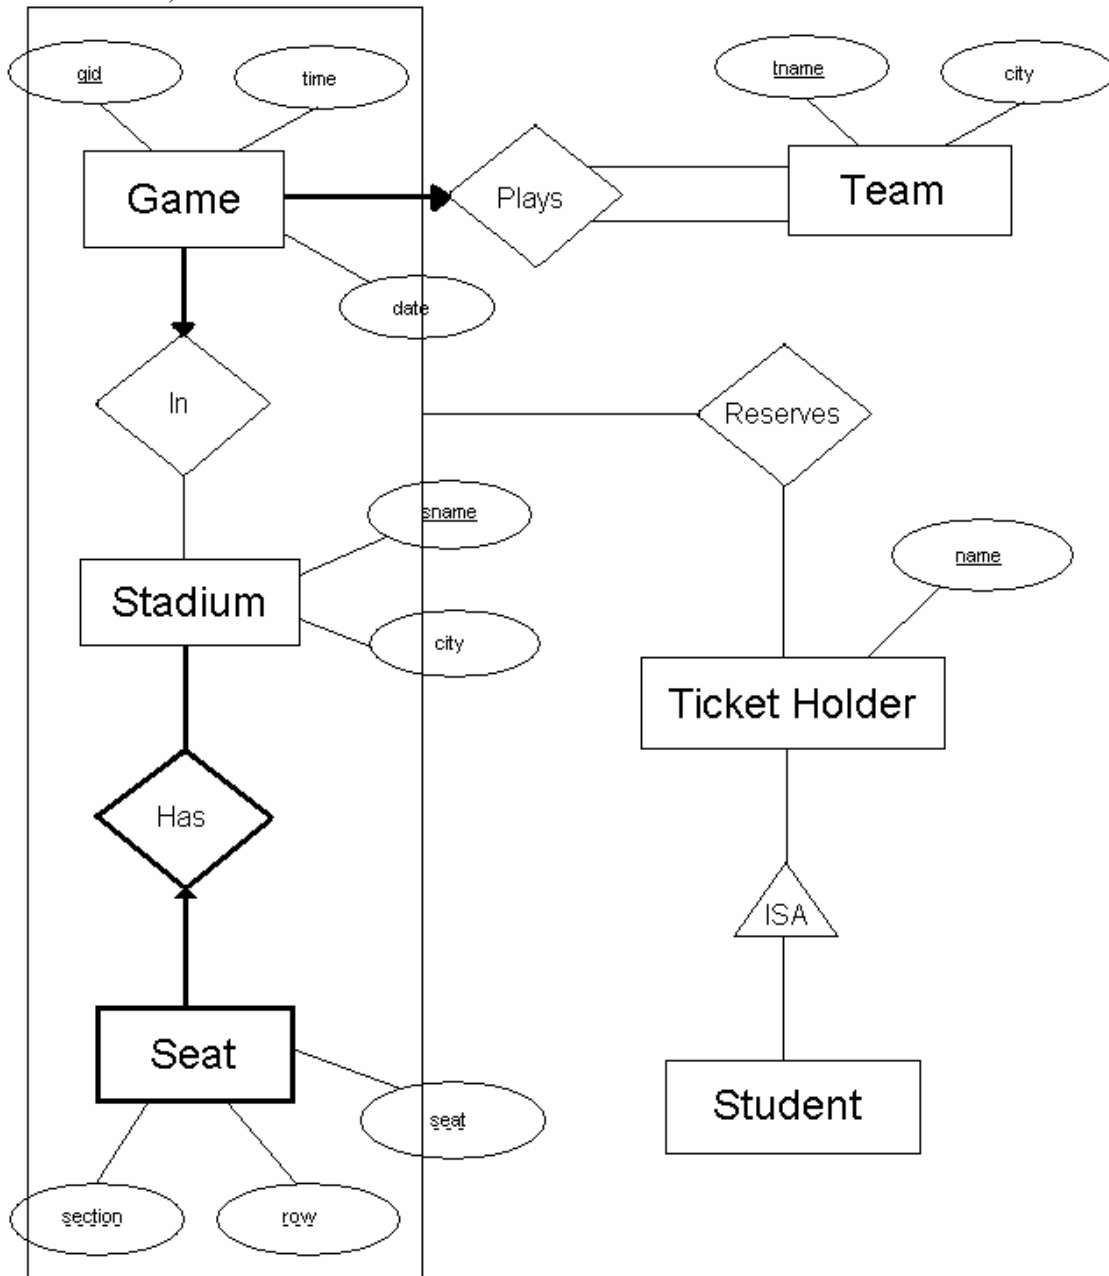 gid
time
tname
city
Game
Plays
Team
date
In
Reserves
sname
name
Stadium
city
Ticket Holder
Has
ISA
Seat
seat
Student
section
row